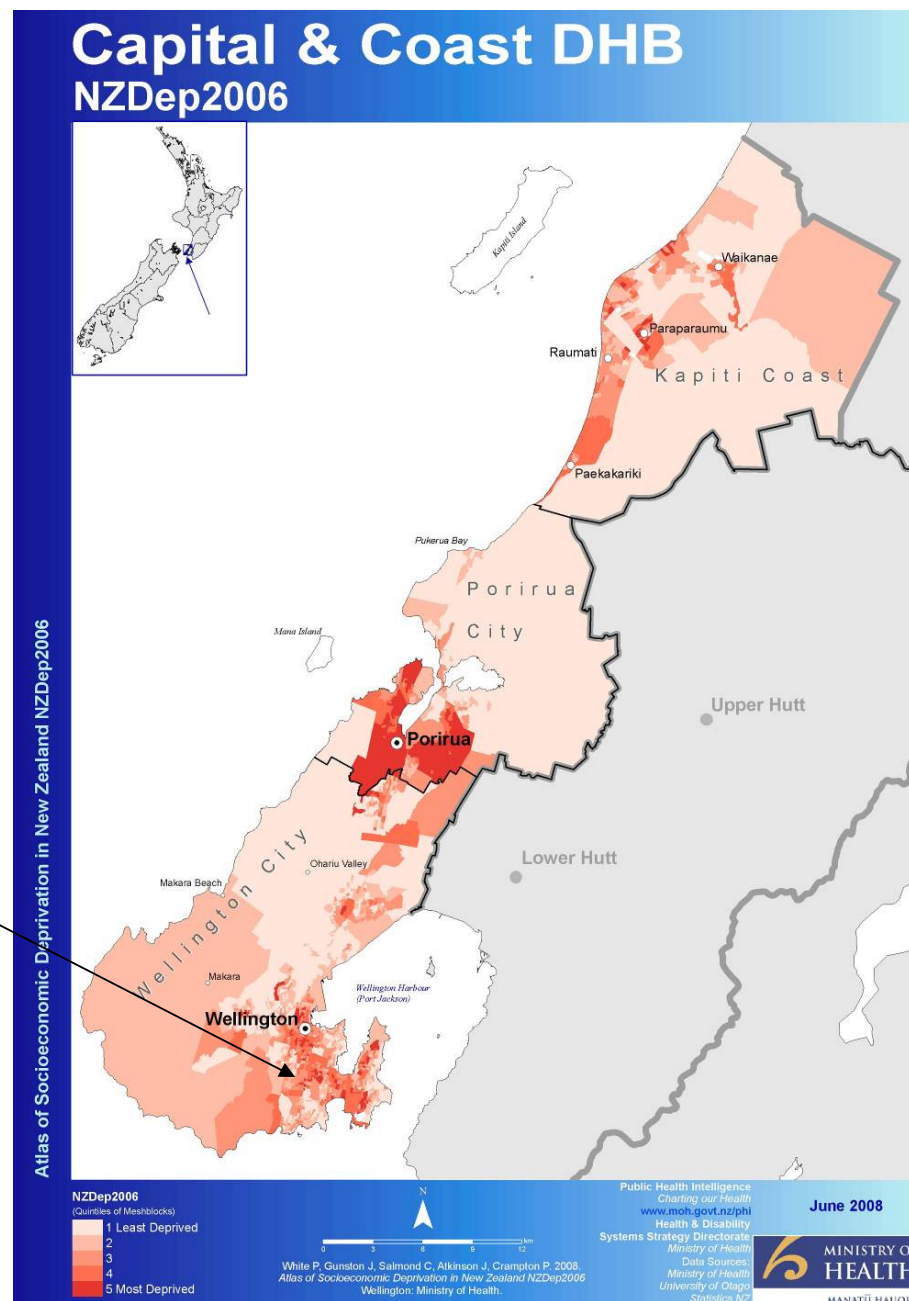 Capital & Coast DHB
NZDep2006
Atlas of Socioeconomic Deprivation in New Zealand NZDep2006
Kapiti Island
Waikanae
Paraparaumu
Raumati
Kapiti Coast
Paekakariki
Pukerua Bay
Porirua
City
Mana Island
Upper Hutt
Porirua
Wellington City
Ohariu Valley
Lower Hutt
Makara Beach
Makara
Wellington Harbour
(Port Jackson)
Wellington
NZDep2006
(Quintiles of Meshblocks)
1 Least Deprived
2
3
4
5 Most Deprived
N
0 3 6 9 12 km
White P, Gunston J, Salmond C, Atkinson J, Crampton P. 2008.
Atlas of Socioeconomic Deprivation in New Zealand NZDep2006
Wellington: Ministry of Health.
Public Health Intelligence
Charting our Health
www.moh.govt.nz/phi
Health & Disability
Systems Strategy Directorate
Ministry of Health
Data Sources:
Ministry of Health
University of Otago
Statistics NZ
June 2008
MINISTRY O
HEALTH